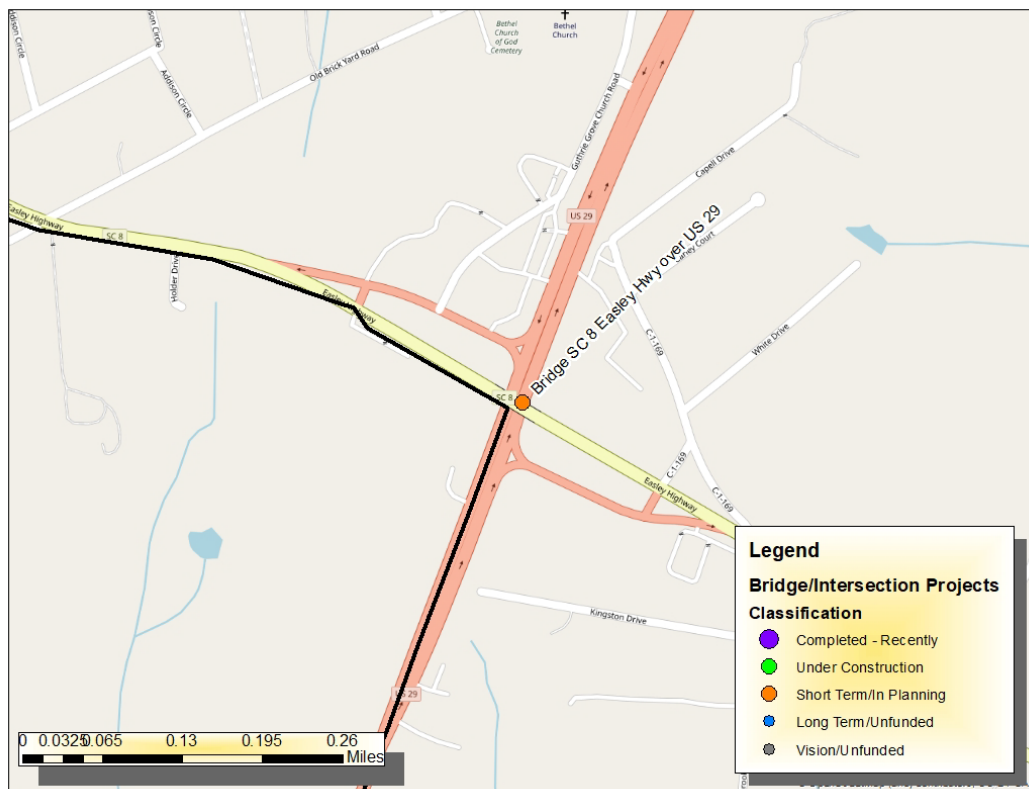 Addison Circle
Addison Circle
Old Brick Yard Road
Bethel
Church
of God
Cemetery
Bethel
Church
Guthrie Grove Church Road
Capell Drive
US 29
Easley Highway
SC 8
Holder Drive
Easley Highway
Court
Bridge SC 8 Easley Hwy over US 29
C-1-169
White Drive
SC 8
C-1-169
C-1-169
Easley Highway
Kingston Drive
US 29
0 0.0325 0.065 0.13 0.195 0.26
Miles
Legend
Bridge/Intersection Projects
Classification
Completed - Recently
Under Construction
Short Term/In Planning
Long Term/Unfunded
Vision/Unfunded